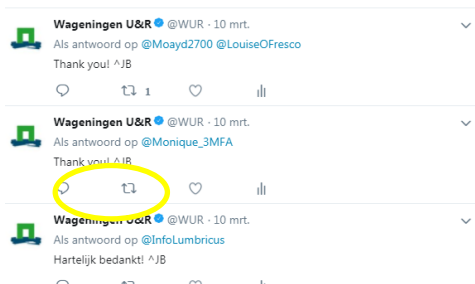 Wageningen U&R @WUR · 10 mrt.
Als antwoord op @Moayd2700 @LouiseOFresco
Thank you! ^JB
1
Wageningen U&R @WUR · 10 mrt.
Als antwoord op @Monique_3MFA
Thank you! ^JB
Wageningen U&R @WUR · 10 mrt.
Als antwoord op @InfoLumbricus
Hartelijk bedankt! ^JB